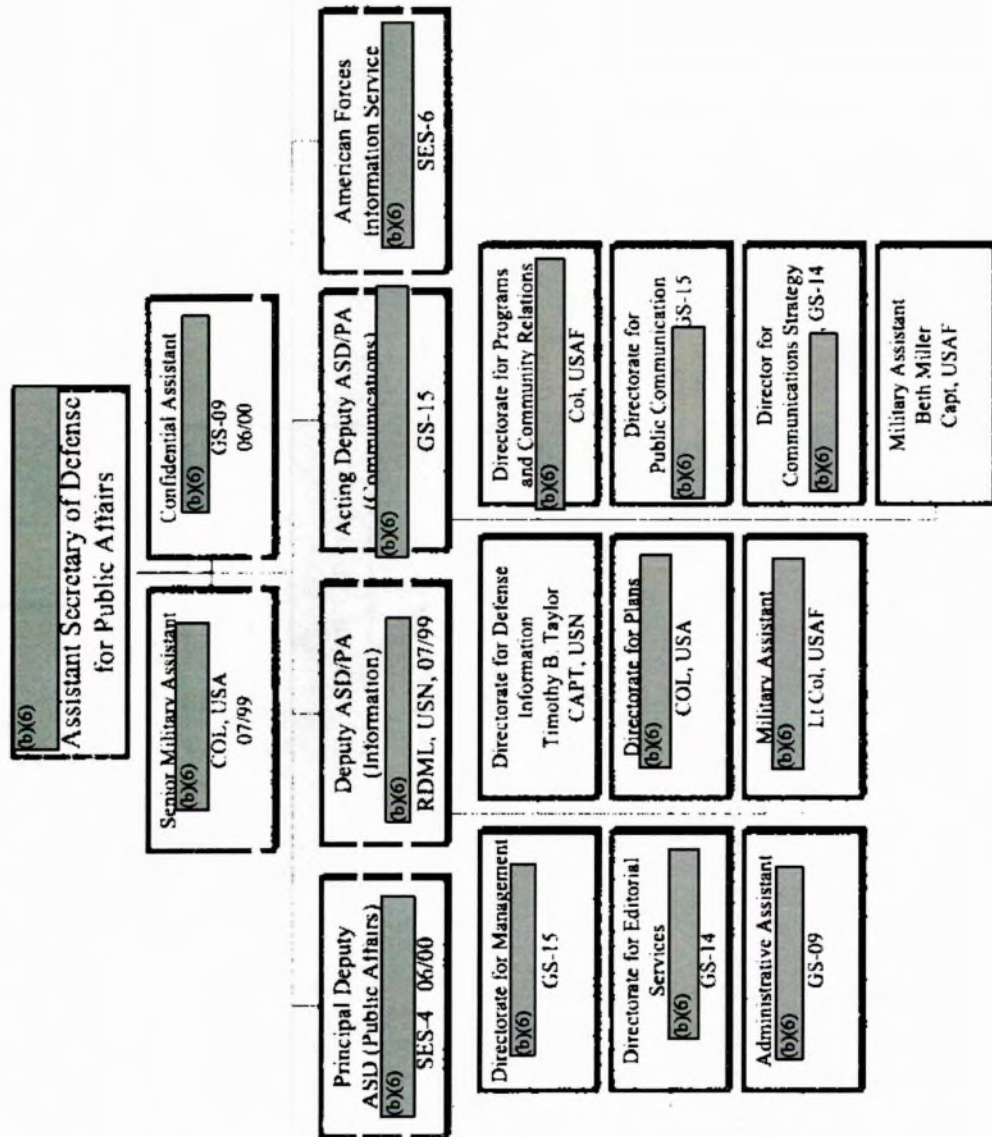 (b)(6)
Assistant Secretary of Defense
for Public Affairs
Senior Military Assistant
(b)(6)
COL, USA
07/99
Confidential Assistant
(b)(6)
GS-09
06/00
Principal Deputy
ASD (Public Affairs)
(b)(6)
SES-4 06/00
Deputy ASD/PA
(Information)
(b)(6)
RDML, USN, 07/99
Acting Deputy ASD/PA
(Communications)
(b)(6)
GS-15
American Forces
Information Service
(b)(6)
SES-6
Directorate for Management
(b)(6)
GS-15
Directorate for Editorial
Services
(b)(6)
GS-14
Administrative Assistant
(b)(6)
GS-09
Directorate for Defense
Information
Timothy B. Taylor
CAPT, USN
Directorate for Plans
(b)(6)
COL, USA
Military Assistant
(b)(6)
Lt Col, USAF
Directorate for Programs
and Community Relations
(b)(6)
Col, USAF
Directorate for
Public Communication
(b)(6) GS-15
Director for
Communications Strategy
(b)(6) , GS-14
Military Assistant
Beth Miller
Capt, USAF